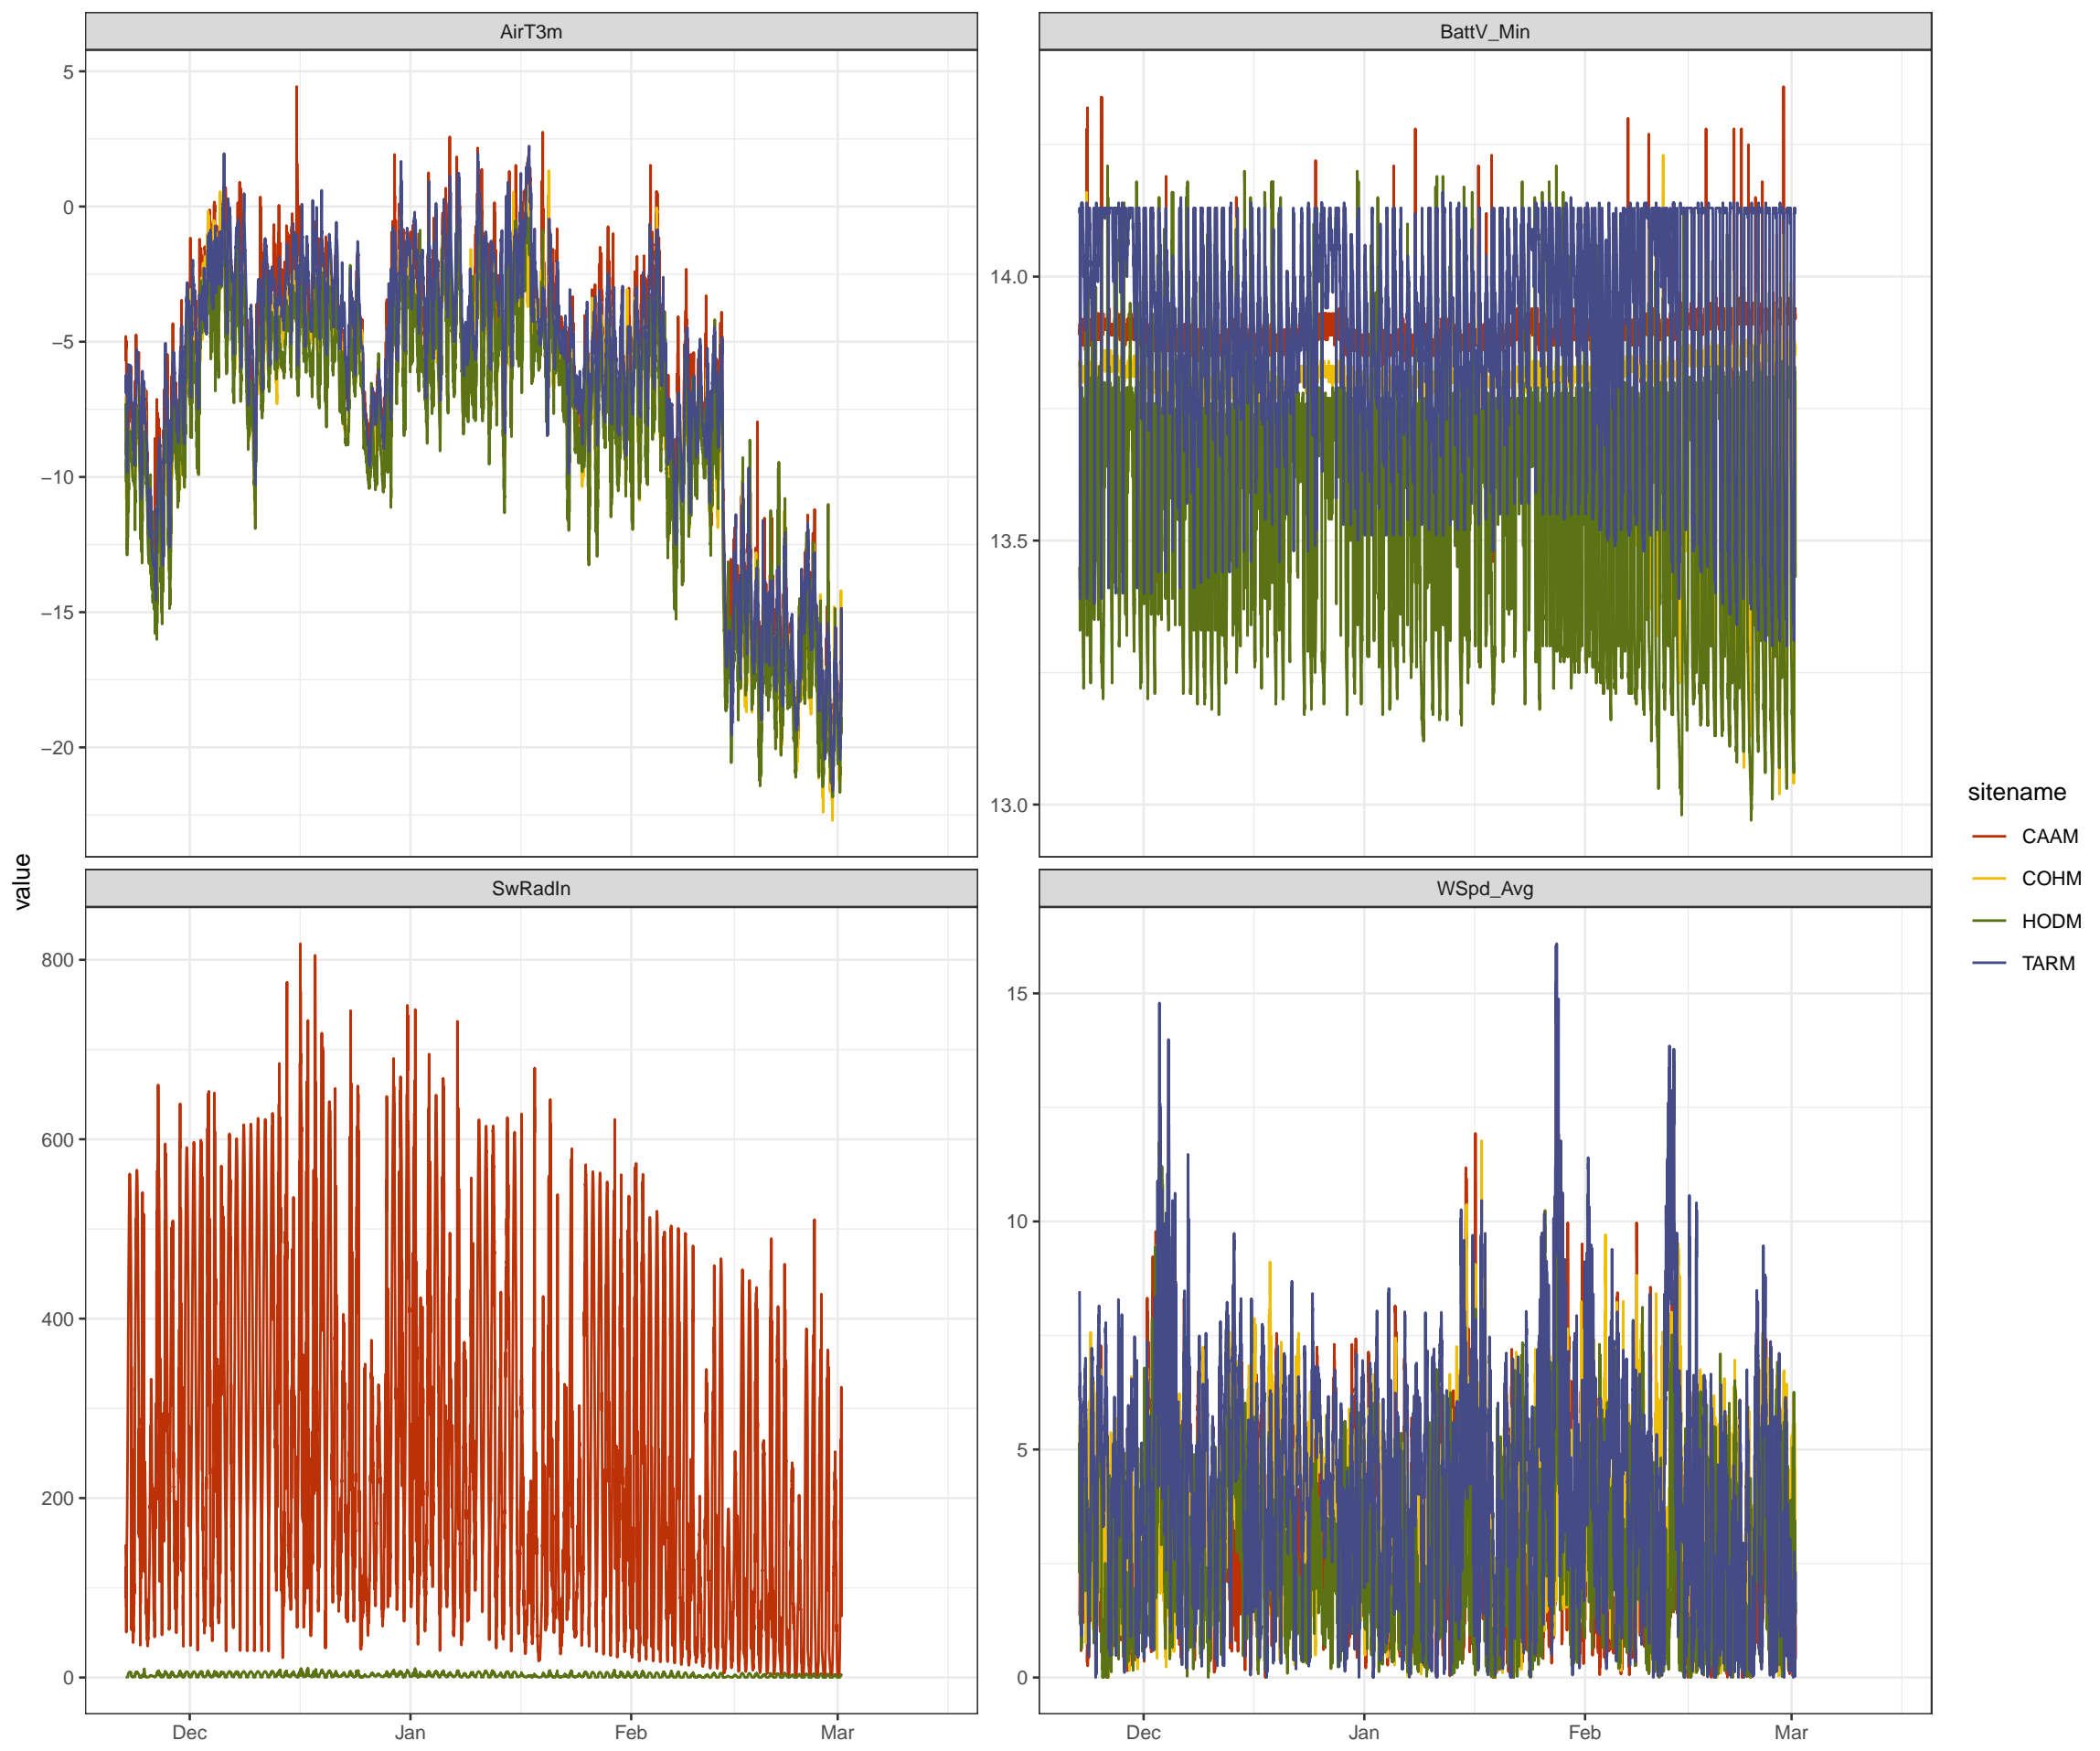 AirT3m
BattV_Min
5
0
−5
−10
−15
−20
14.0
13.5
13.0
value
SwRadIn
WSpd_Avg
800
600
400
200
0
15
10
5
0
Dec
Jan
Feb
Mar
Dec
Jan
Feb
Mar
sitename
CAAM
COHM
HODM
TARM